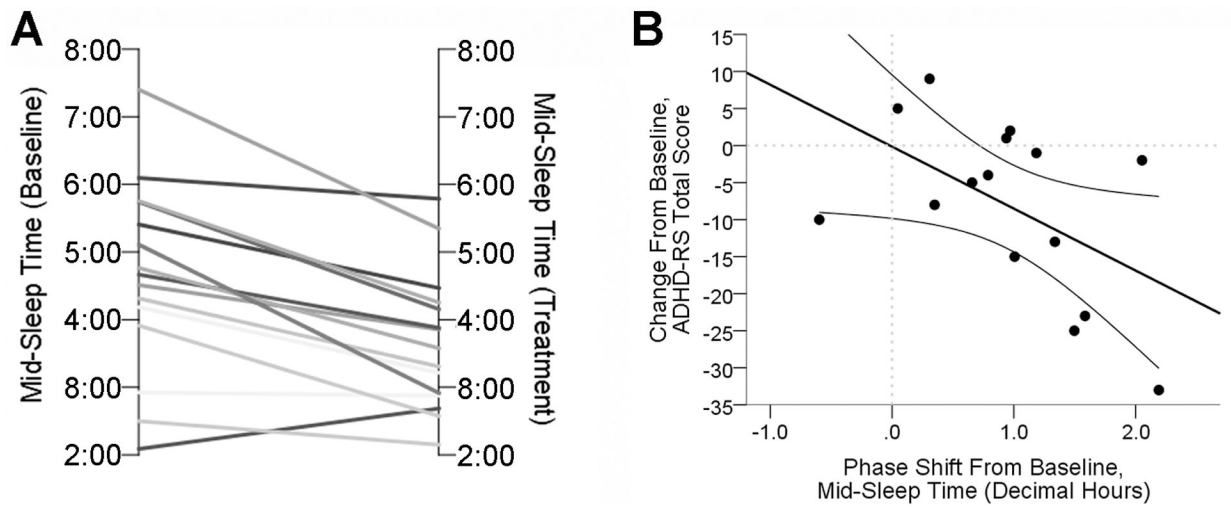 A
Mid-Sleep Time (Baseline)
8:00
7:00
6:00
5:00
4:00
8:00
2:00
8:00
7:00
6:00
5:00
4:00
8:00
2:00
Mid-Sleep Time (Treatment)
B
Change From Baseline,
ADHD-RS Total Score
15
10
5
0
-5
-10
-15
-20
-25
-30
-35
-1.0 .0 1.0 2.0
Phase Shift From Baseline,
Mid-Sleep Time (Decimal Hours)